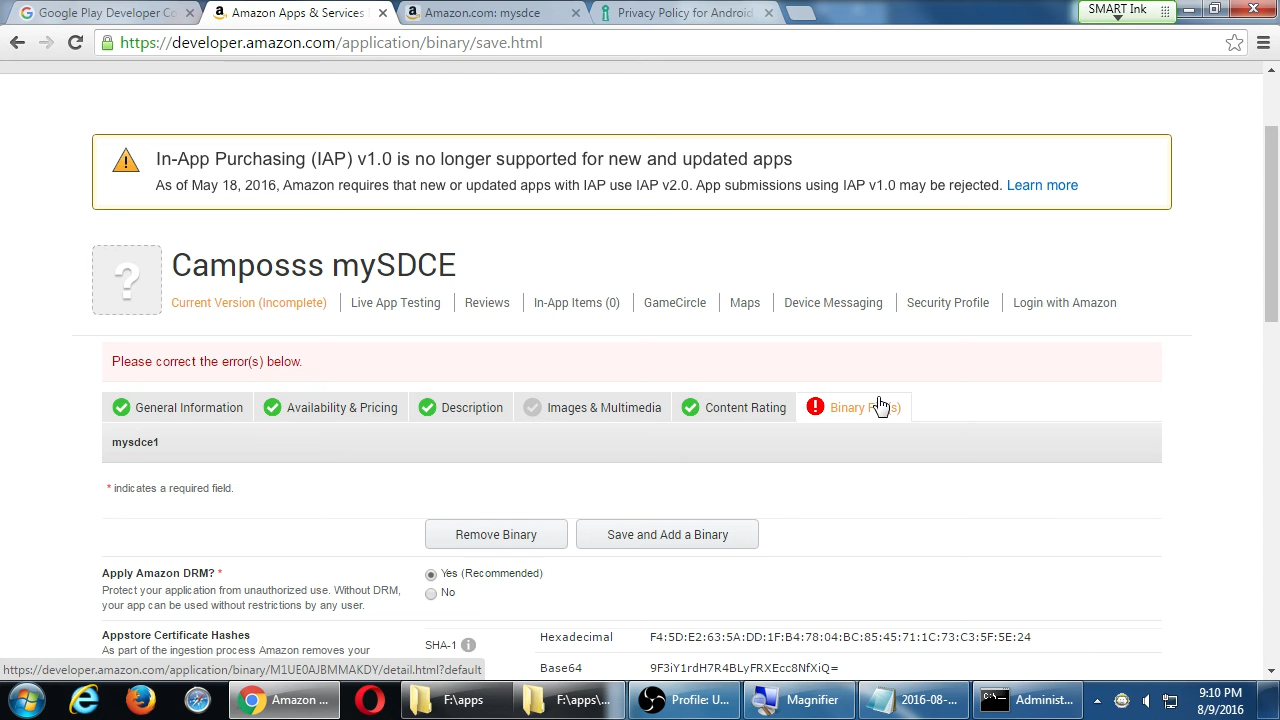 Google Play Developer Co
Amazon Apps & Services
Amazon.com: mysdce
Privacy Policy for Android
SMART Ink
https://developer.amazon.com/application/binary/save.html
In-App Purchasing (IAP) v1.0 is no longer supported for new and updated apps
As of May 18, 2016, Amazon requires that new or updated apps with IAP use IAP v2.0. App submissions using IAP v1.0 may be rejected. Learn more
Camposss mySDCE
Current Version (Incomplete)
Live App Testing
Reviews
In-App Items (0)
GameCircle
Maps
Device Messaging
Security Profile
Login with Amazon
Please correct the error(s) below.
General Information
Availability & Pricing
Description
Images & Multimedia
Content Rating
Binary
mysdce1
* indicates a required field.
Remove Binary
Save and Add a Binary
Apply Amazon DRM? *
Yes (Recommended)
Protect your application from unauthorized use. Without DRM,
your app can be used without restrictions by any user.
No
Appstore Certificate Hashes
As part of the ingestion process Amazon removes your
SHA-1
Hexadecimal
F4:5D:E2:63:5A:DD:1F:B4:78:04:BC:85:45:71:1C:73:C3:5F:5E:24
Base64
9F3iY1rdH7R4BLyFRXEcc8NfXiQ=
https://developer.amazon.com/application/binary/M1UE0AJBMMAKDY/detail.html?default
Amazon ...
F:\apps
F:\apps\...
Profile: U...
Magnifier
2016-08-...
Administ...
9:10 PM
8/9/2016